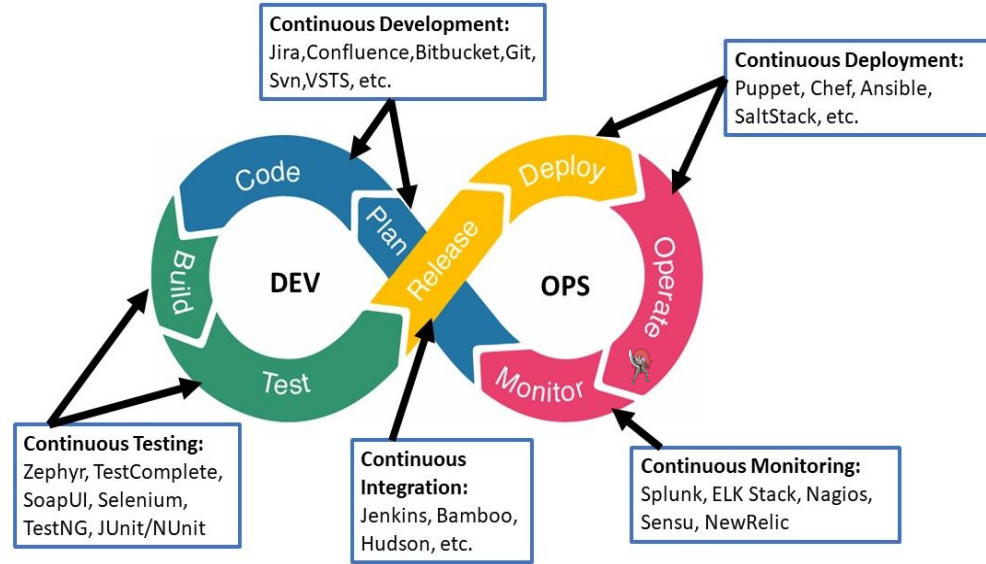 Continuous Development:
Jira,Confluence,Bitbucket,Git,
Svn,VSTS, etc.
Continuous Deployment:
Puppet, Chef, Ansible,
SaltStack, etc.
Code
Plan
Build
Test
DEV
Release
Deploy
OPS
Operate
Monitor
Continuous Testing:
Zephyr, TestComplete,
SoapUI, Selenium,
TestNG, JUnit/NUnit
Continuous
Integration:
Jenkins, Bamboo,
Hudson, etc.
Continuous Monitoring:
Splunk, ELK Stack, Nagios,
Sensu, NewRelic